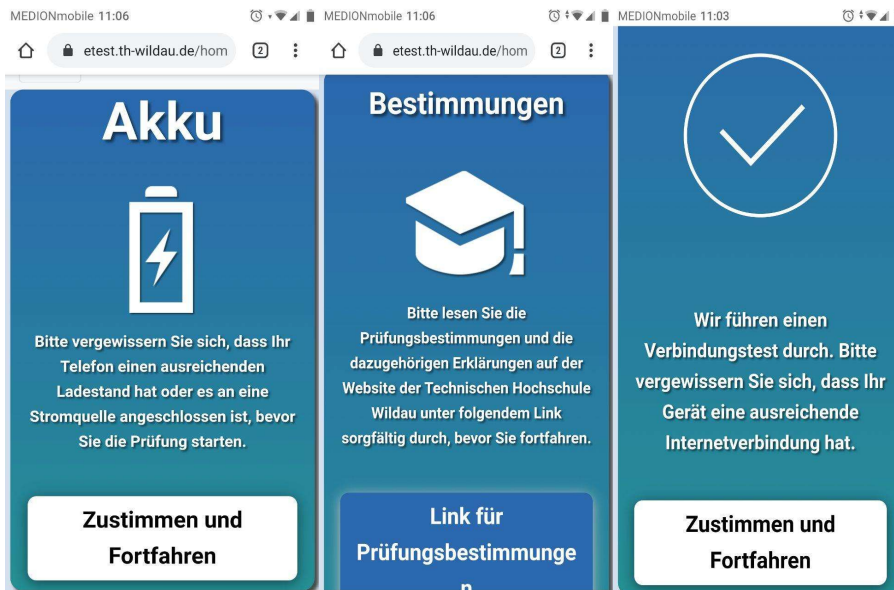 MEDIONmobile 11:06
etest.th-wildau.de/hom
2
Akku
Bitte vergewissern Sie sich, dass Ihr
Telefon einen ausreichenden
Ladestand hat oder es an eine
Stromquelle angeschlossen ist, bevor
Sie die Prüfung starten.
Zustimmen und
Fortfahren
MEDIONmobile 11:06
etest.th-wildau.de/hom
2
Bestimmungen
Bitte lesen Sie die
Prüfungsbestimmungen und die
dazugehörigen Erklärungen auf der
Website der Technischen Hochschule
Wildau unter folgendem Link
sorgfältig durch, bevor Sie fortfahren.
Link für
Prüfungsbestimmunge
n
MEDIONmobile 11:03
Wir führen einen
Verbindungstest durch. Bitte
vergewissern Sie sich, dass Ihr
Gerät eine ausreichende
Internetverbindung hat.
Zustimmen und
Fortfahren